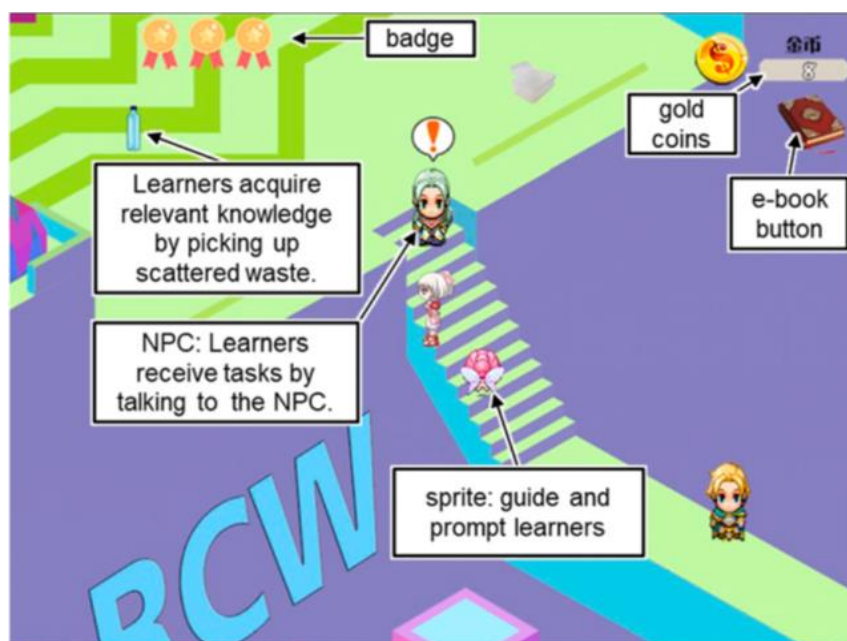 badge
金币
8
gold
coins
Learners acquire
relevant knowledge
by picking up
scattered waste.
e-book
button
NPC: Learners
receive tasks by
talking to the NPC.
sprite: guide and
prompt learners
RCW